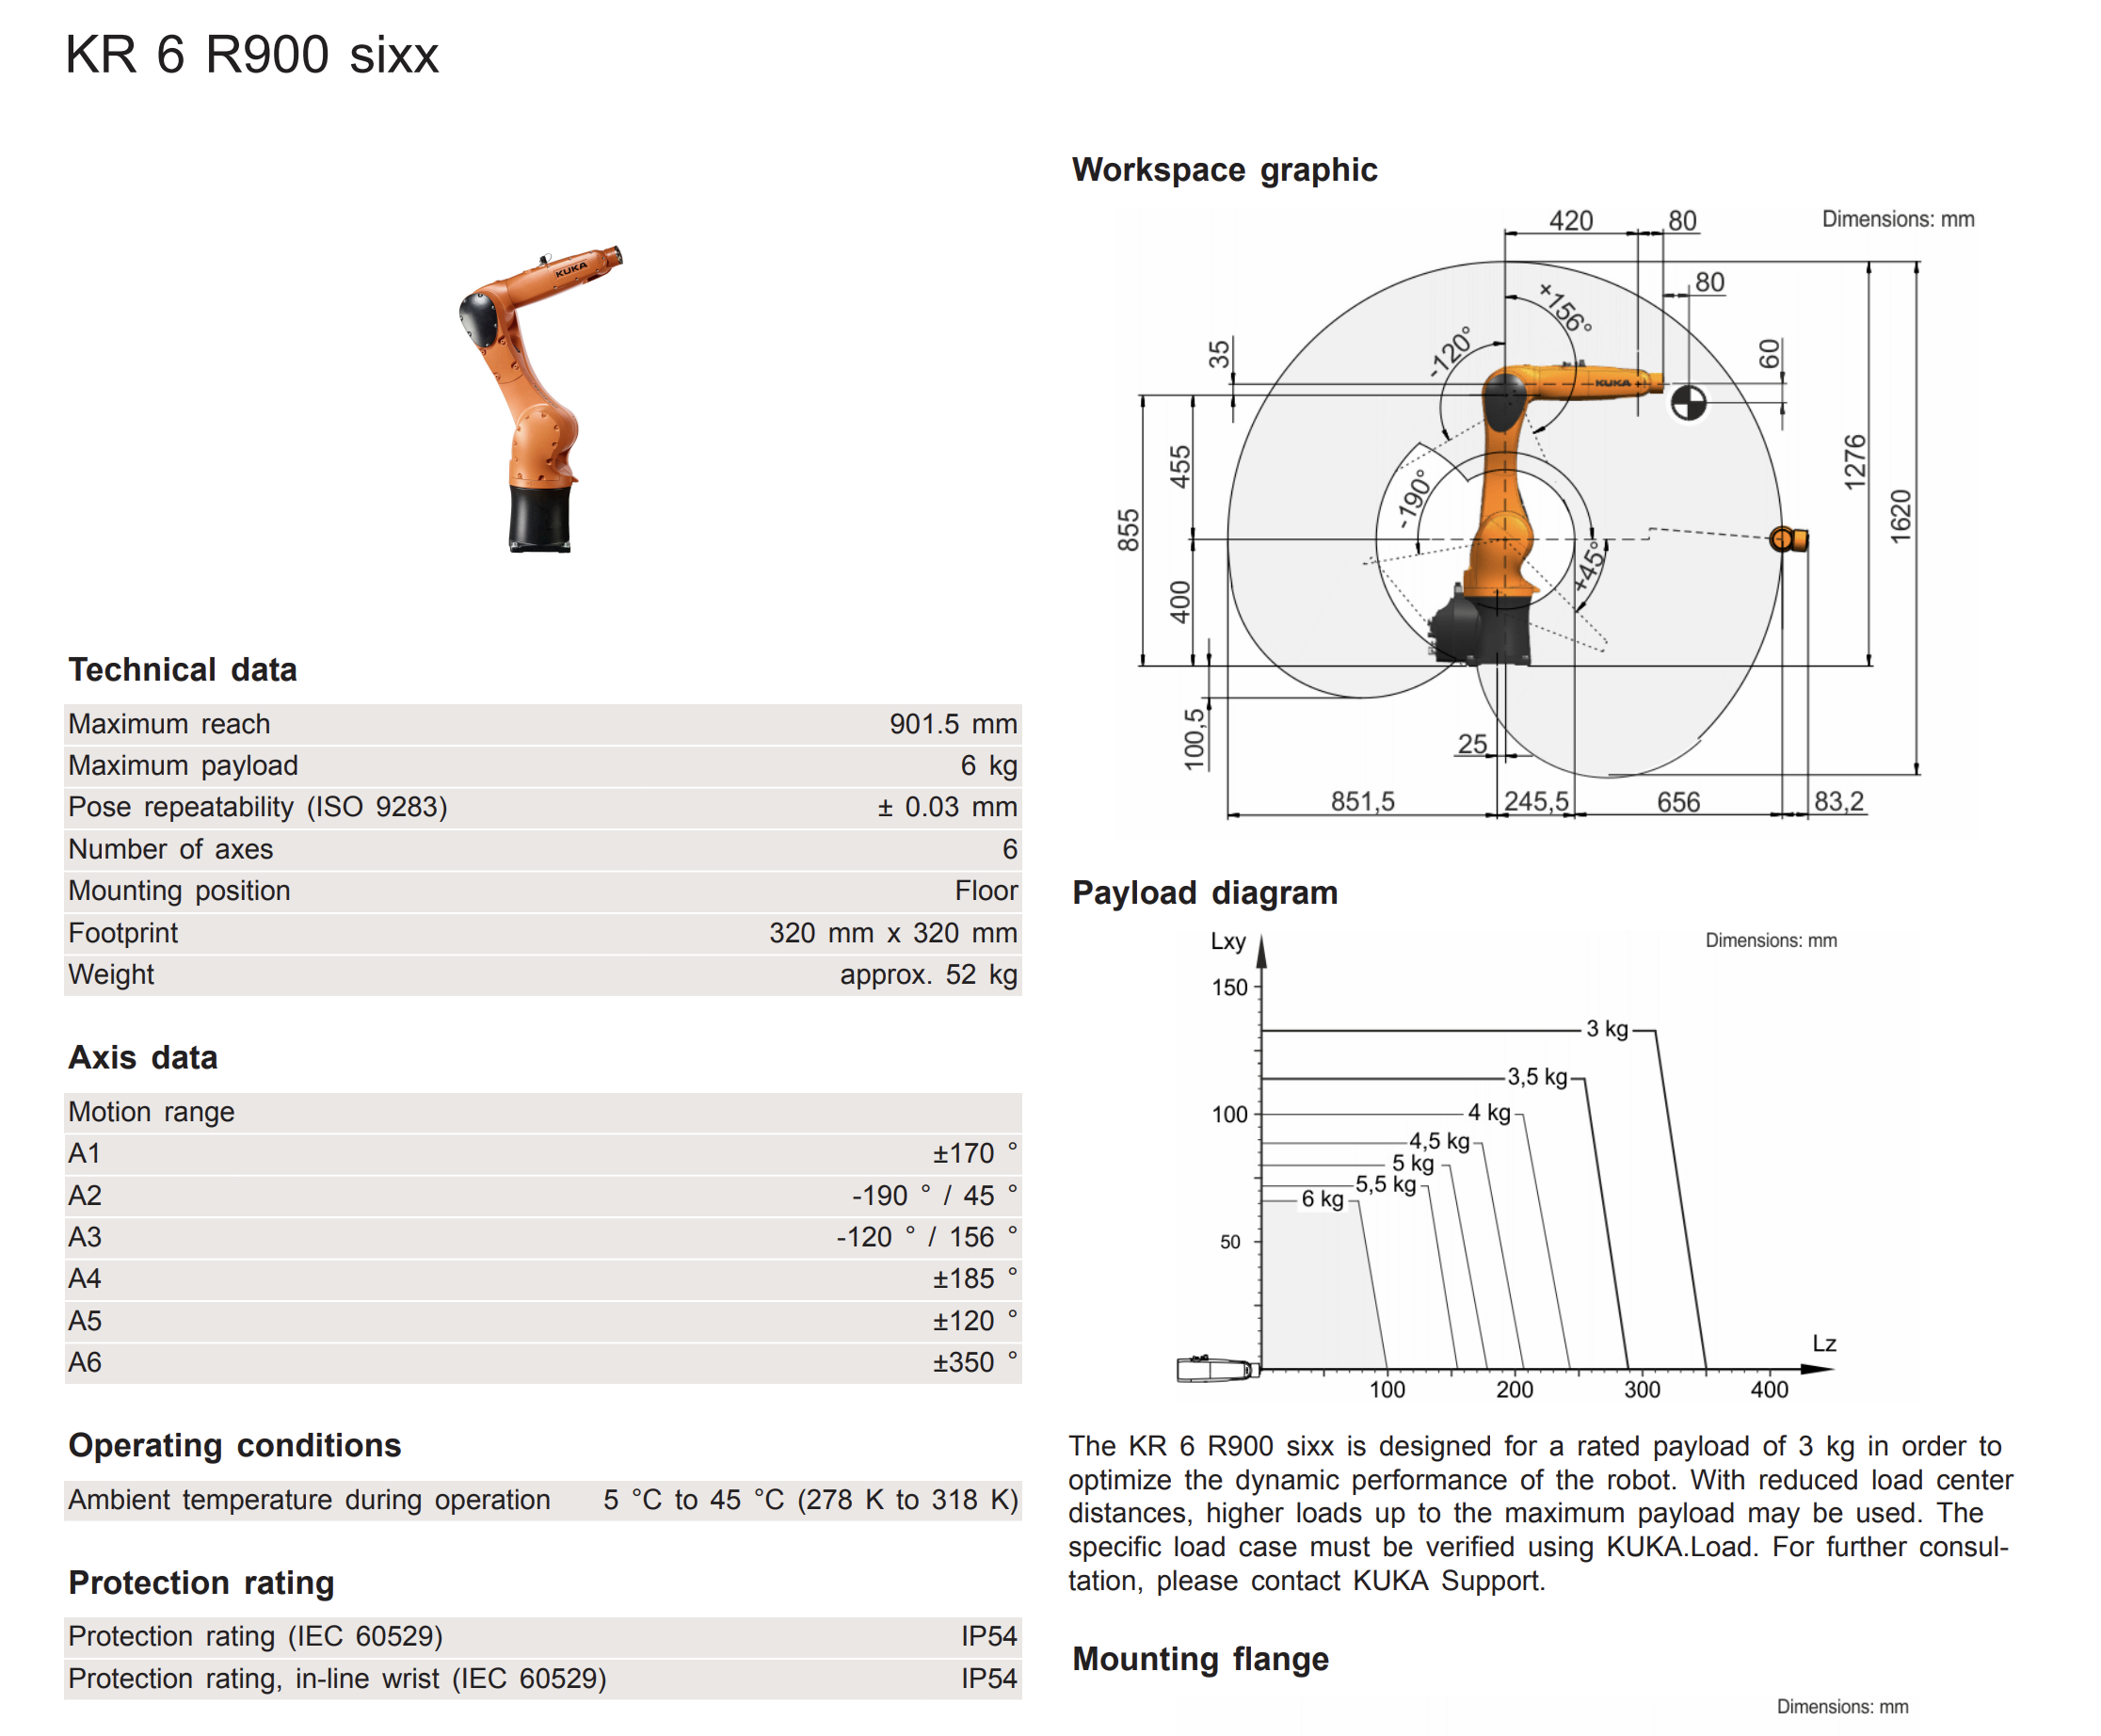 KR 6 R900 sixx
KUKA
Technical data
Maximum reach 901.5 mm
Maximum payload 6 kg
Pose repeatability (ISO 9283) ± 0.03 mm
Number of axes 6
Mounting position Floor
Footprint 320 mm x 320 mm
Weight approx. 52 kg
Axis data
Motion range
A1 ±170 °
A2 -190 ° / 45 °
A3 -120 ° / 156 °
A4 ±185 °
A5 ±120 °
A6 ±350 °
Operating conditions
Ambient temperature during operation 5 °C to 45 °C (278 K to 318 K)
Protection rating
Protection rating (IEC 60529) IP54
Protection rating, in-line wrist (IEC 60529) IP54
Workspace graphic
Dimensions: mm
420
80
80
+156°
-120°
35
60
KUKA
455
-190°
1276
855
1620
+45°
400
100,5
25
851,5
245,5
656
83,2
Payload diagram
Lxy
Dimensions: mm
150
3 kg
3,5 kg
100
4 kg
4,5 kg
5 kg
5,5 kg
6 kg
50
Lz
100
200
300
400
The KR 6 R900 sixx is designed for a rated payload of 3 kg in order to
optimize the dynamic performance of the robot. With reduced load center
distances, higher loads up to the maximum payload may be used. The
specific load case must be verified using KUKA.Load. For further consul-
tation, please contact KUKA Support.
Mounting flange
Dimensions: mm